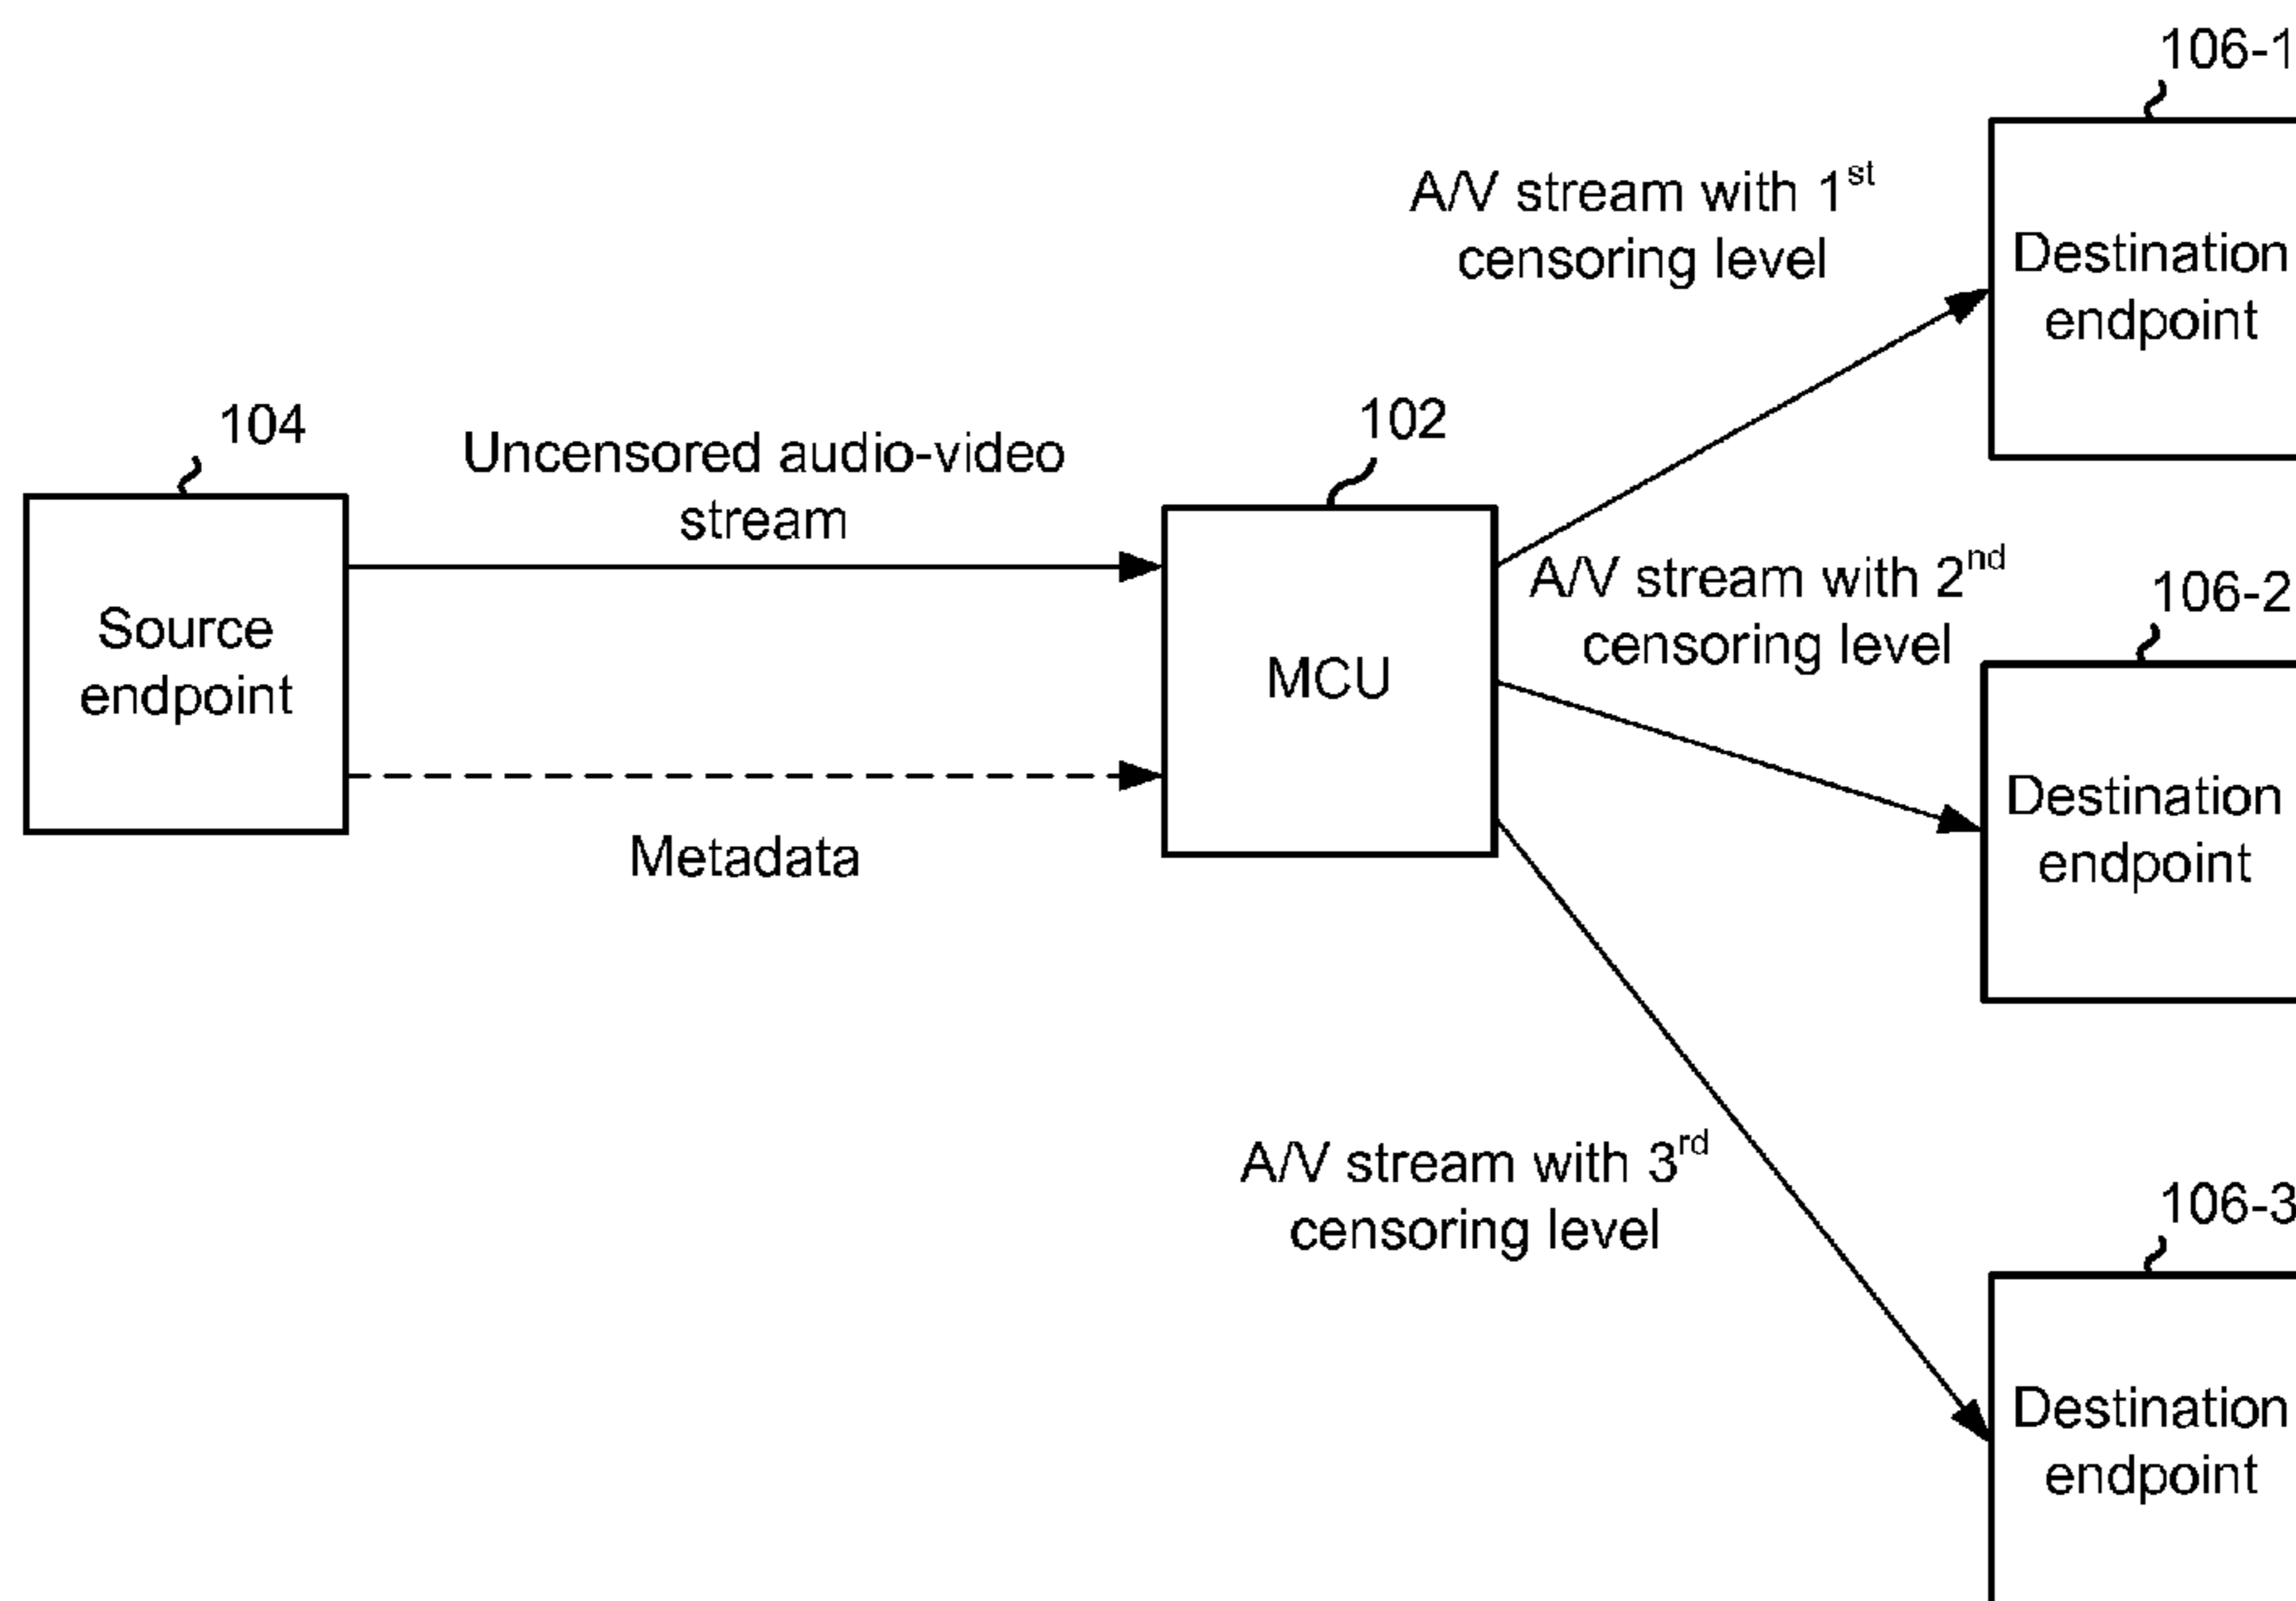 106-1
A/V stream with 1st
censoring level
Destination
endpoint
104
Uncensored audio-video
stream
102
Source
endpoint
MCU
A/V stream with 2nd
censoring level
106-2
Destination
endpoint
Metadata
A/V stream with 3rd
censoring level
106-3
Destination
endpoint